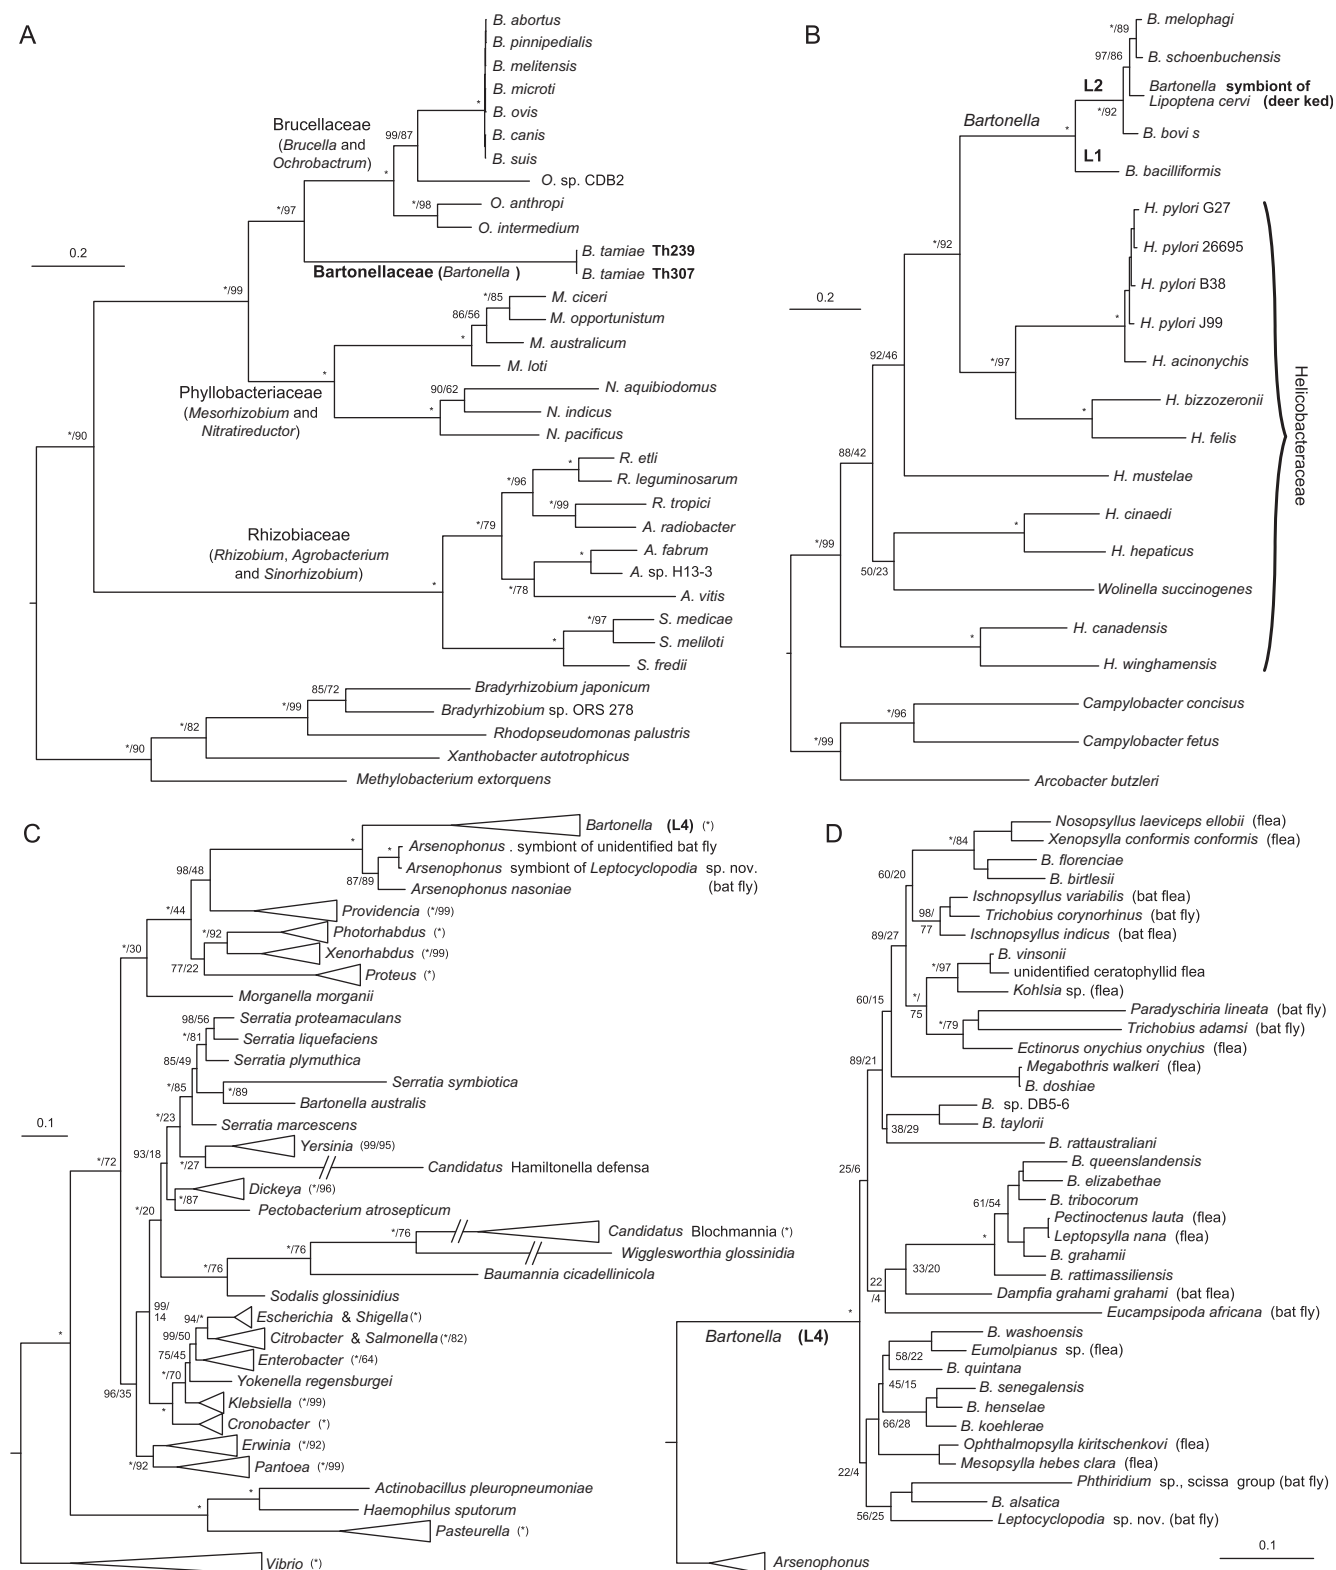 A
B. abortus
B. pinnipedialis
B. melitensis
B. microti
B. ovis
B. canis
B. suis
*
99/87
Brucellaceae
(Brucella and
Ochrobactrum)
*
O. sp. CDB2
*/98
O. anthropi
O. intermedium
*/97
0.2
B. tamiae Th239
Bartonellaceae (Bartonella )
B. tamiae Th307
*/99
*/85
M. ciceri
86/56
M. opportunistum
*
M. australicum
M. loti
*
Phyllobacteriaceae
(Mesorhizobium and
Nitratireductor)
90/62
N. aquibiodomus
*
N. indicus
N. pacificus
*/90
*
R. etli
*/96
R. leguminosarum
*/99
R. tropici
A. radiobacter
*/79
Rhizobiaceae
(Rhizobium, Agrobacterium
and Sinorhizobium)
*
A. fabrum
A. sp. H13-3
*/78
A. vitis
*
*/97
S. medicae
*
S. meliloti
S. fredii
85/72
Bradyrhizobium japonicum
*/99
Bradyrhizobium sp. ORS 278
*/82
Rhodopseudomonas palustris
*/90
Xanthobacter autotrophicus
Methylobacterium extorquens
B
B. melophagi
*/89
97/86
B. schoenbuchensis
L2
Bartonella symbiont of
Lipoptena cervi (deer ked)
*/92
Bartonella
*
B. bovi s
L1
B. bacilliformis
H. pylori G27
H. pylori 26695
*/92
H. pylori B38
0.2
*
H. pylori J99
92/46
*/97
H. acinonychis
Helicobacteraceae
H. bizzozeronii
*
H. felis
88/42
H. mustelae
H. cinaedi
*
*/99
H. hepaticus
50/23
Wolinella succinogenes
H. canadensis
*
H. winghamensis
Campylobacter concisus
*/96
*/99
Campylobacter fetus
Arcobacter butzleri
C
Bartonella (L4) (*)
*
*
Arsenophonus . symbiont of unidentified bat fly
Arsenophonus symbiont of Leptocyclopodia sp. nov.
(bat fly)
87/89
Arsenophonus nasoniae
98/48
*/44
Providencia (*/99)
*/92
Photorhabdus (*)
*/30
Xenorhabdus (*/99)
77/22
Proteus (*)
Morganella morganii
98/56
Serratia proteamaculans
*/81
Serratia liquefaciens
85/49
Serratia plymuthica
*/85
Serratia symbiotica
*/89
Bartonella australis
0.1
*/23
Serratia marcescens
93/18
Yersinia (99/95)
*/72
*/27
Candidatus Hamiltonella defensa
Dickeya (*/96)
*/87
*/20
Pectobacterium atrosepticum
*/76
Candidatus Blochmannia (*)
*/76
Wigglesworthia glossinidia
*/76
Baumannia cicadellinicola
Sodalis glossinidius
99/
14
94/*
Escherichia & Shigella (*)
99/50
Citrobacter & Salmonella (*/82)
75/45
Enterobacter (*/64)
*
*/70
Yokenella regensburgei
96/35
Klebsiella (*/99)
*
Cronobacter (*)
Erwinia (*/92)
*/92
Pantoea (*/99)
*
Actinobacillus pleuropneumoniae
*
Haemophilus sputorum
Pasteurella (*)
Vibrio (*)
D
Nosopsyllus laeviceps ellobii (flea)
*/84
Xenopsylla conformis conformis (flea)
B. florenciae
60/20
B. birtlesii
Ischnopsyllus variabilis (bat flea)
98/
77
Trichobius corynorhinus (bat fly)
Ischnopsyllus indicus (bat flea)
89/27
B. vinsonii
*/97
unidentified ceratophyllid flea
Kohlsia sp. (flea)
*/
75
60/15
Paradyschiria lineata (bat fly)
*/79
Trichobius adamsi (bat fly)
Ectinorus onychius onychius (flea)
89/21
Megabothris walkeri (flea)
B. doshiae
B. sp. DB5-6
B. taylorii
38/29
B. rattaustraliani
25/6
B. queenslandensis
B. elizabethae
61/54
B. tribocorum
Pectinoctenus lauta (flea)
*
Leptopsylla nana (flea)
B. grahamii
33/20
B. rattimassiliensis
22
/4
Dampfia grahami grahami (bat flea)
Eucampsipoda africana (bat fly)
*
Bartonella (L4)
B. washoensis
58/22
Eumolpianus sp. (flea)
B. quintana
45/15
B. senegalensis
B. henselae
66/28
B. koehlerae
Ophthalmopsylla kiritschenkovi (flea)
Mesopsylla hebes clara (flea)
22/4
Phthiridium sp., scissa group (bat fly)
B. alsatica
56/25
Leptocyclopodia sp. nov. (bat fly)
0.1
Arsenophonus